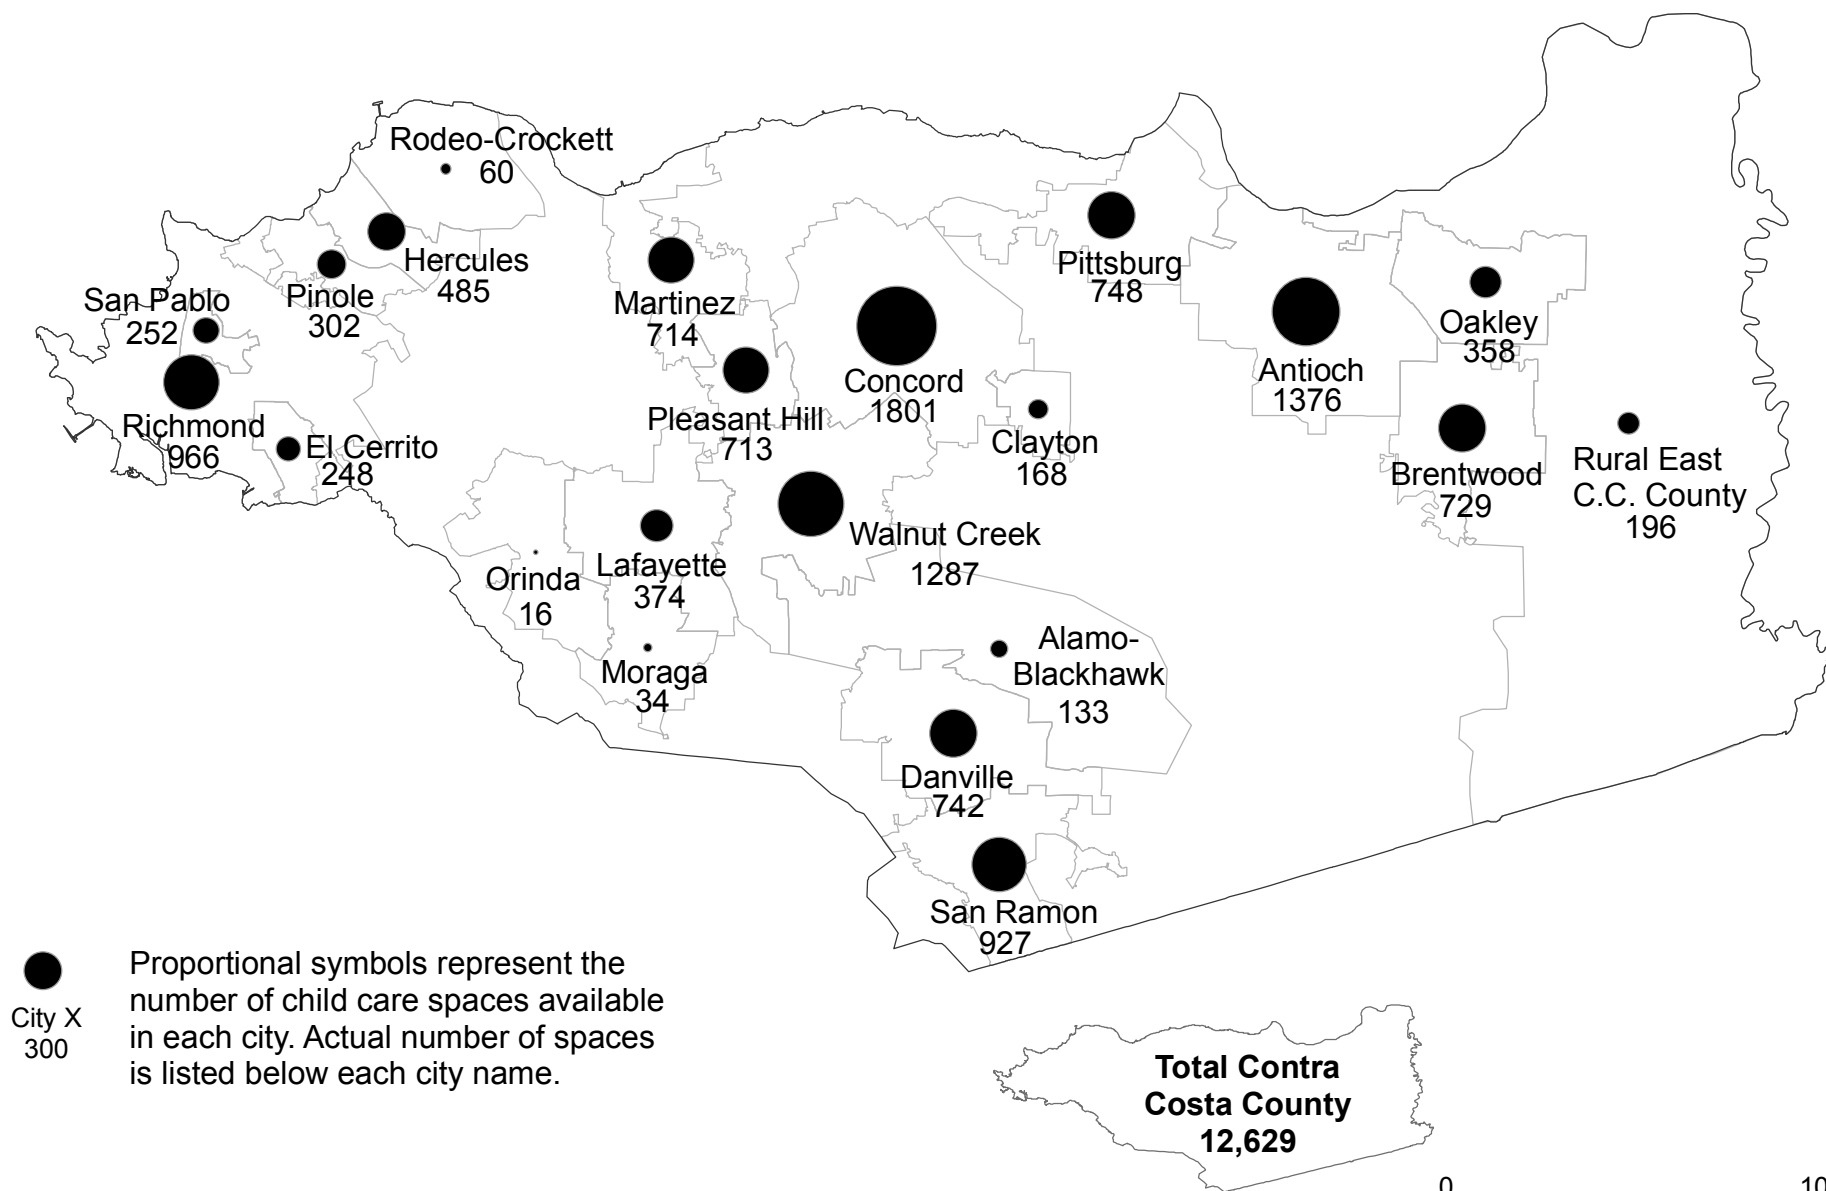 Rodeo-Crockett
60
Hercules
485
Pinole
302
San Pablo
252
Richmond
966
El Cerrito
248
Martinez
714
Pleasant Hill
713
Concord
1801
Clayton
168
Pittsburg
748
Antioch
1376
Oakley
358
Brentwood
729
Rural East
C.C. County
196
Walnut Creek
1287
Orinda
16
Lafayette
374
Moraga
34
Alamo-
Blackhawk
133
Danville
742
San Ramon
927
City X
300
Proportional symbols represent the
number of child care spaces available
in each city. Actual number of spaces
is listed below each city name.
Total Contra
Costa County
12,629
0
10